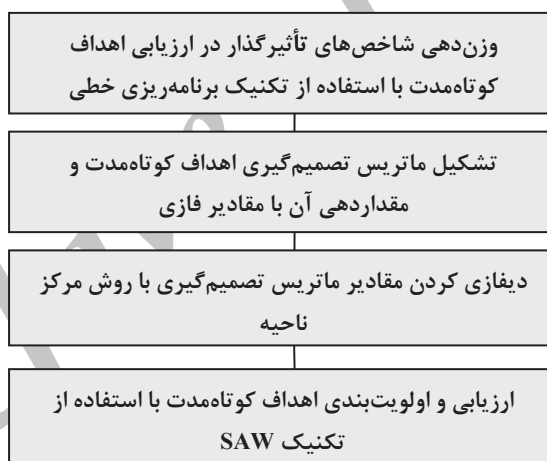 وزن‌دهی شاخص‌های تأثیرگذار در ارزیابی اهداف
کوتاه‌مدت با استفاده از تکنیک برنامه‌ریزی خطی
تشکیل ماتریس تصمیم‌گیری اهداف کوتاه‌مدت و
مقداردهی آن با مقادیر فازی
دیفازی کردن مقادیر ماتریس تصمیم‌گیری با روش مرکز
ناحیه
ارزیابی و اولویت‌بندی اهداف کوتاه‌مدت با استفاده از
تکنیک SAW